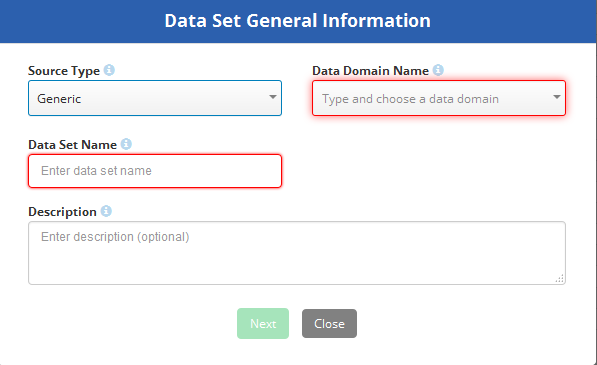 Data Set General Information
Source Type Data Domain Name
Generic Type and choose a data domain
Data Set Name
Enter data set name
Description
Enter description (optional)
Next Close